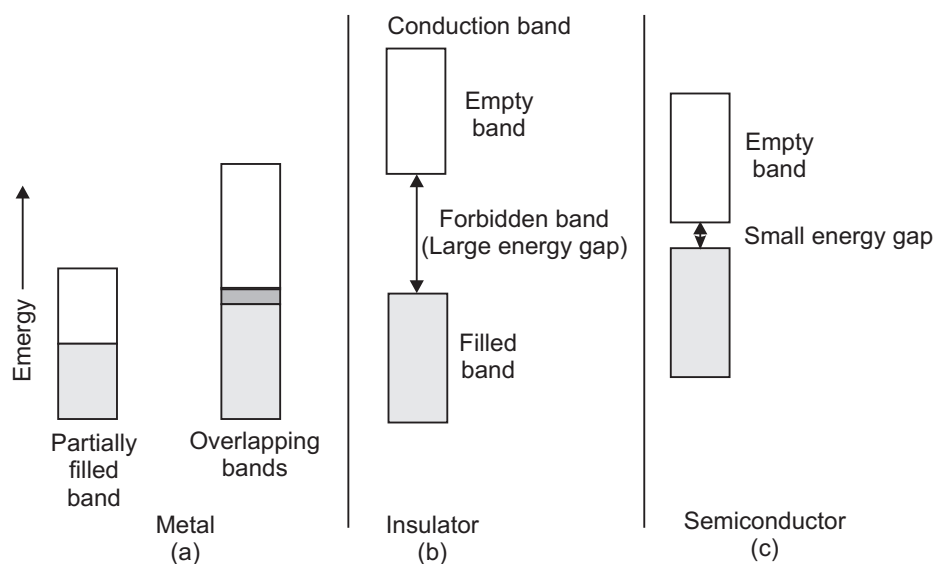 Emergy
Partially
filled
band
Overlapping
bands
Metal
(a)
Conduction band
Empty
band
Forbidden band
(Large energy gap)
Filled
band
Insulator
(b)
Empty
band
Small energy gap
Semiconductor
(c)